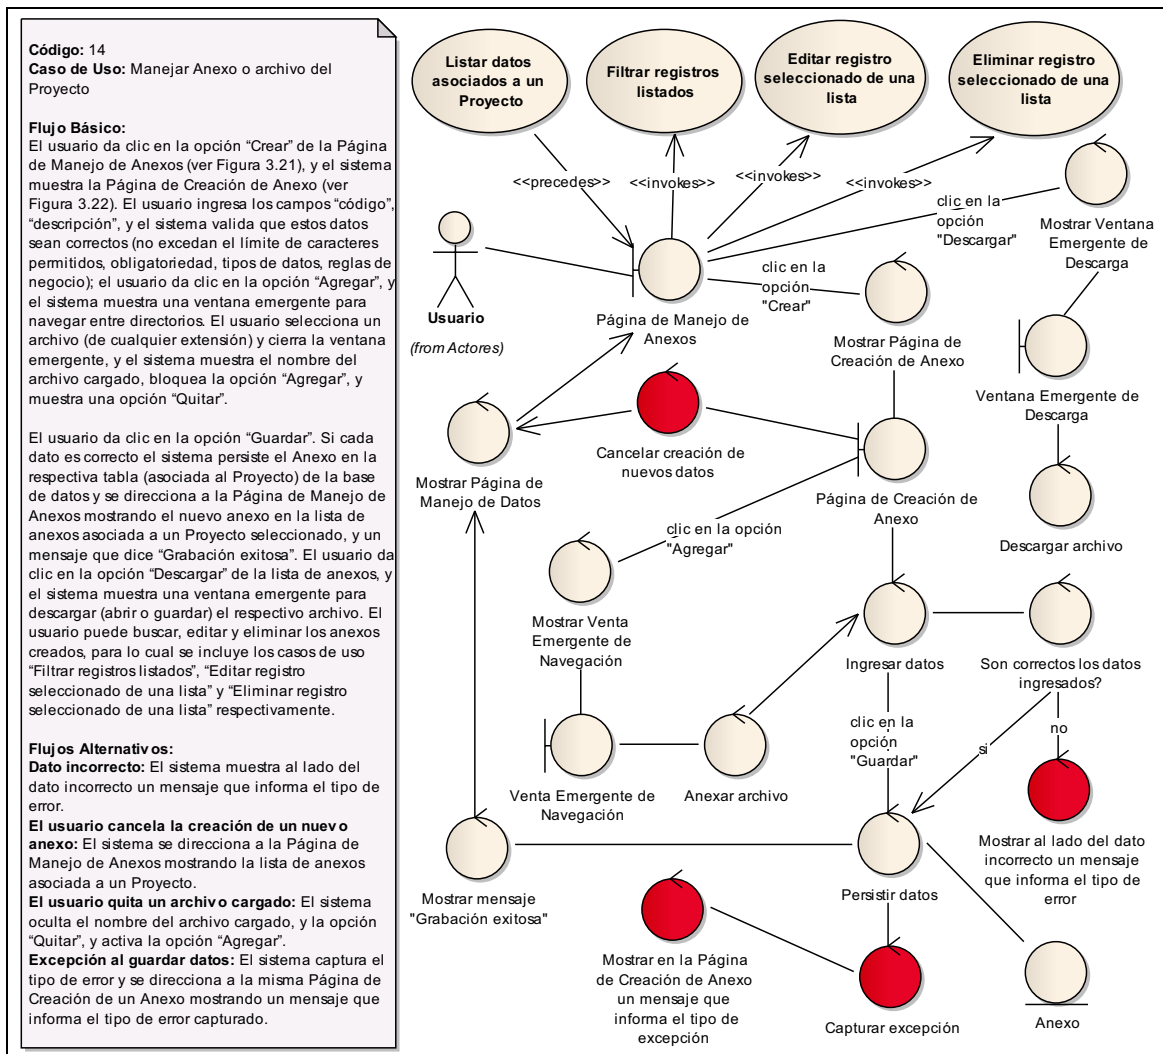 Código: 14
Caso de Uso: Manejar Anexo o archivo del
Proyecto
Flujo Básico:
El usuario da clic en la opción “Crear” de la Página
de Manejo de Anexos (ver Figura 3.21), y el sistema
muestra la Página de Creación de Anexo (ver
Figura 3.22). El usuario ingresa los campos “código”,
“descripción”, y el sistema valida que estos datos
sean correctos (no excedan el límite de caracteres
permitidos, obligatoriedad, tipos de datos, reglas de
negocio); el usuario da clic en la opción “Agregar”, y
el sistema muestra una ventana emergente para
navegar entre directorios. El usuario selecciona un
archivo (de cualquier extensión) y cierra la ventana
emergente, y el sistema muestra el nombre del
archivo cargado, bloquea la opción “Agregar”, y
muestra una opción “Quitar”.
El usuario da clic en la opción “Guardar”. Si cada
dato es correcto el sistema persiste el Anexo en la
respectiva tabla (asociada al Proyecto) de la base
de datos y se direcciona a la Página de Manejo de
Anexos mostrando el nuevo anexo en la lista de
anexos asociada a un Proyecto seleccionado, y un
mensaje que dice “Grabación exitosa”. El usuario da
clic en la opción “Descargar” de la lista de anexos, y
el sistema muestra una ventana emergente para
descargar (abrir o guardar) el respectivo archivo. El
usuario puede buscar, editar y eliminar los anexos
creados, para lo cual se incluye los casos de uso
“Filtrar registros listados”, “Editar registro
seleccionado de una lista” y “Eliminar registro
seleccionado de una lista” respectivamente.
Flujos Alternativos:
Dato incorrecto: El sistema muestra al lado del
dato incorrecto un mensaje que informa el tipo de
error.
El usuario cancela la creación de un nuevo
anexo: El sistema se direcciona a la Página de
Manejo de Anexos mostrando la lista de anexos
asociada a un Proyecto.
El usuario quita un archivo cargado: El sistema
oculta el nombre del archivo cargado, y la opción
“Quitar”, y activa la opción “Agregar”.
Excepción al guardar datos: El sistema captura el
tipo de error y se direcciona a la misma Página de
Creación de un Anexo mostrando un mensaje que
informa el tipo de error capturado.
Listar datos
asociados a un
Proyecto
Filtrar registros
listados
Editar registro
seleccionado de una
lista
Eliminar registro
seleccionado de una
lista
<<precedes>>
<<invokes>>
<<invokes>>
<<invokes>>
clic en la
opción
"Descargar"
Mostrar Ventana
Emergente de
Descarga
Usuario
(from Actores)
Página de Manejo de
Anexos
clic en la
opción
"Crear"
Mostrar Página de
Creación de Anexo
Ventana Emergente de
Descarga
Cancelar creación de
nuevos datos
Mostrar Página de
Manejo de Datos
Página de Creación de
Anexo
Descargar archivo
clic en la opción
"Agregar"
Mostrar Venta
Emergente de
Navegación
Ingresar datos
Son correctos los datos
ingresados?
clic en la
opción
"Guardar"
si
no
Venta Emergente de
Navegación
Anexar archivo
Mostrar al lado del dato
incorrecto un mensaje
que informa el tipo de
error
Mostrar mensaje
"Grabación exitosa"
Persistir datos
Mostrar en la Página
de Creación de Anexo
un mensaje que
informa el tipo de
excepción
Capturar excepción
Anexo